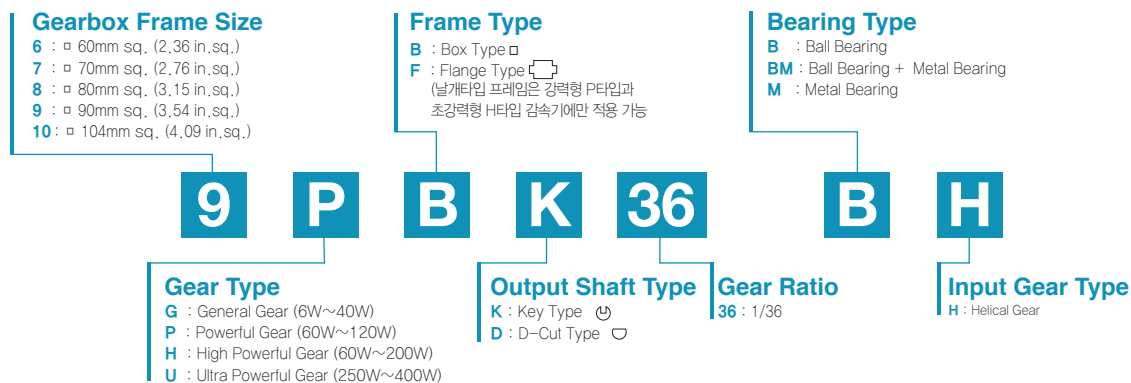 Gearbox Frame Size
6 : 60mm sq. (2.36 in.sq.)
7 : 70mm sq. (2.76 in.sq.)
8 : 80mm sq. (3.15 in.sq.)
9 : 90mm sq. (3.54 in.sq.)
10 : 104mm sq. (4.09 in.sq.)
Frame Type
B : Box Type
F : Flange Type
(날개타입 프레임은 강력형 P타입과
초강력형 H타입 감속기에만 적용 가능
Bearing Type
B : Ball Bearing
BM : Ball Bearing + Metal Bearing
M : Metal Bearing
9 P B K 36 B H
Gear Type
G : General Gear (6W~40W)
P : Powerful Gear (60W~120W)
H : High Powerful Gear (60W~200W)
U : Ultra Powerful Gear (250W~400W)
Output Shaft Type
K : Key Type
D : D-Cut Type
Gear Ratio
36 : 1/36
Input Gear Type
H : Helical Gear